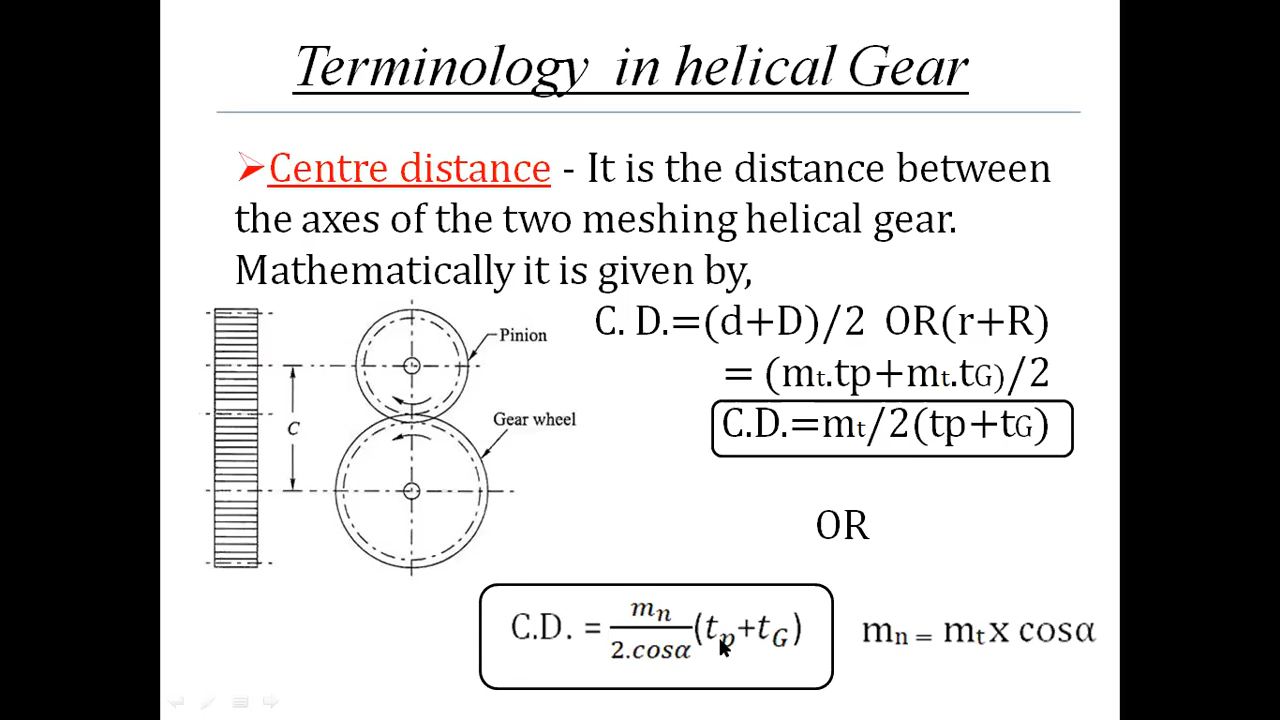 Terminology in helical Gear
➢Centre distance - It is the distance between
the axes of the two meshing helical gear.
Mathematically it is given by,
C. D.=(d+D)/2 OR(r+R)
= (mt.tp+mt.tG)/2
C.D.=mt/2(tp+tG)
Pinion
Gear wheel
C
OR
C.D. = mn/2.cosα(tp+tG)
mn = mt x cosα